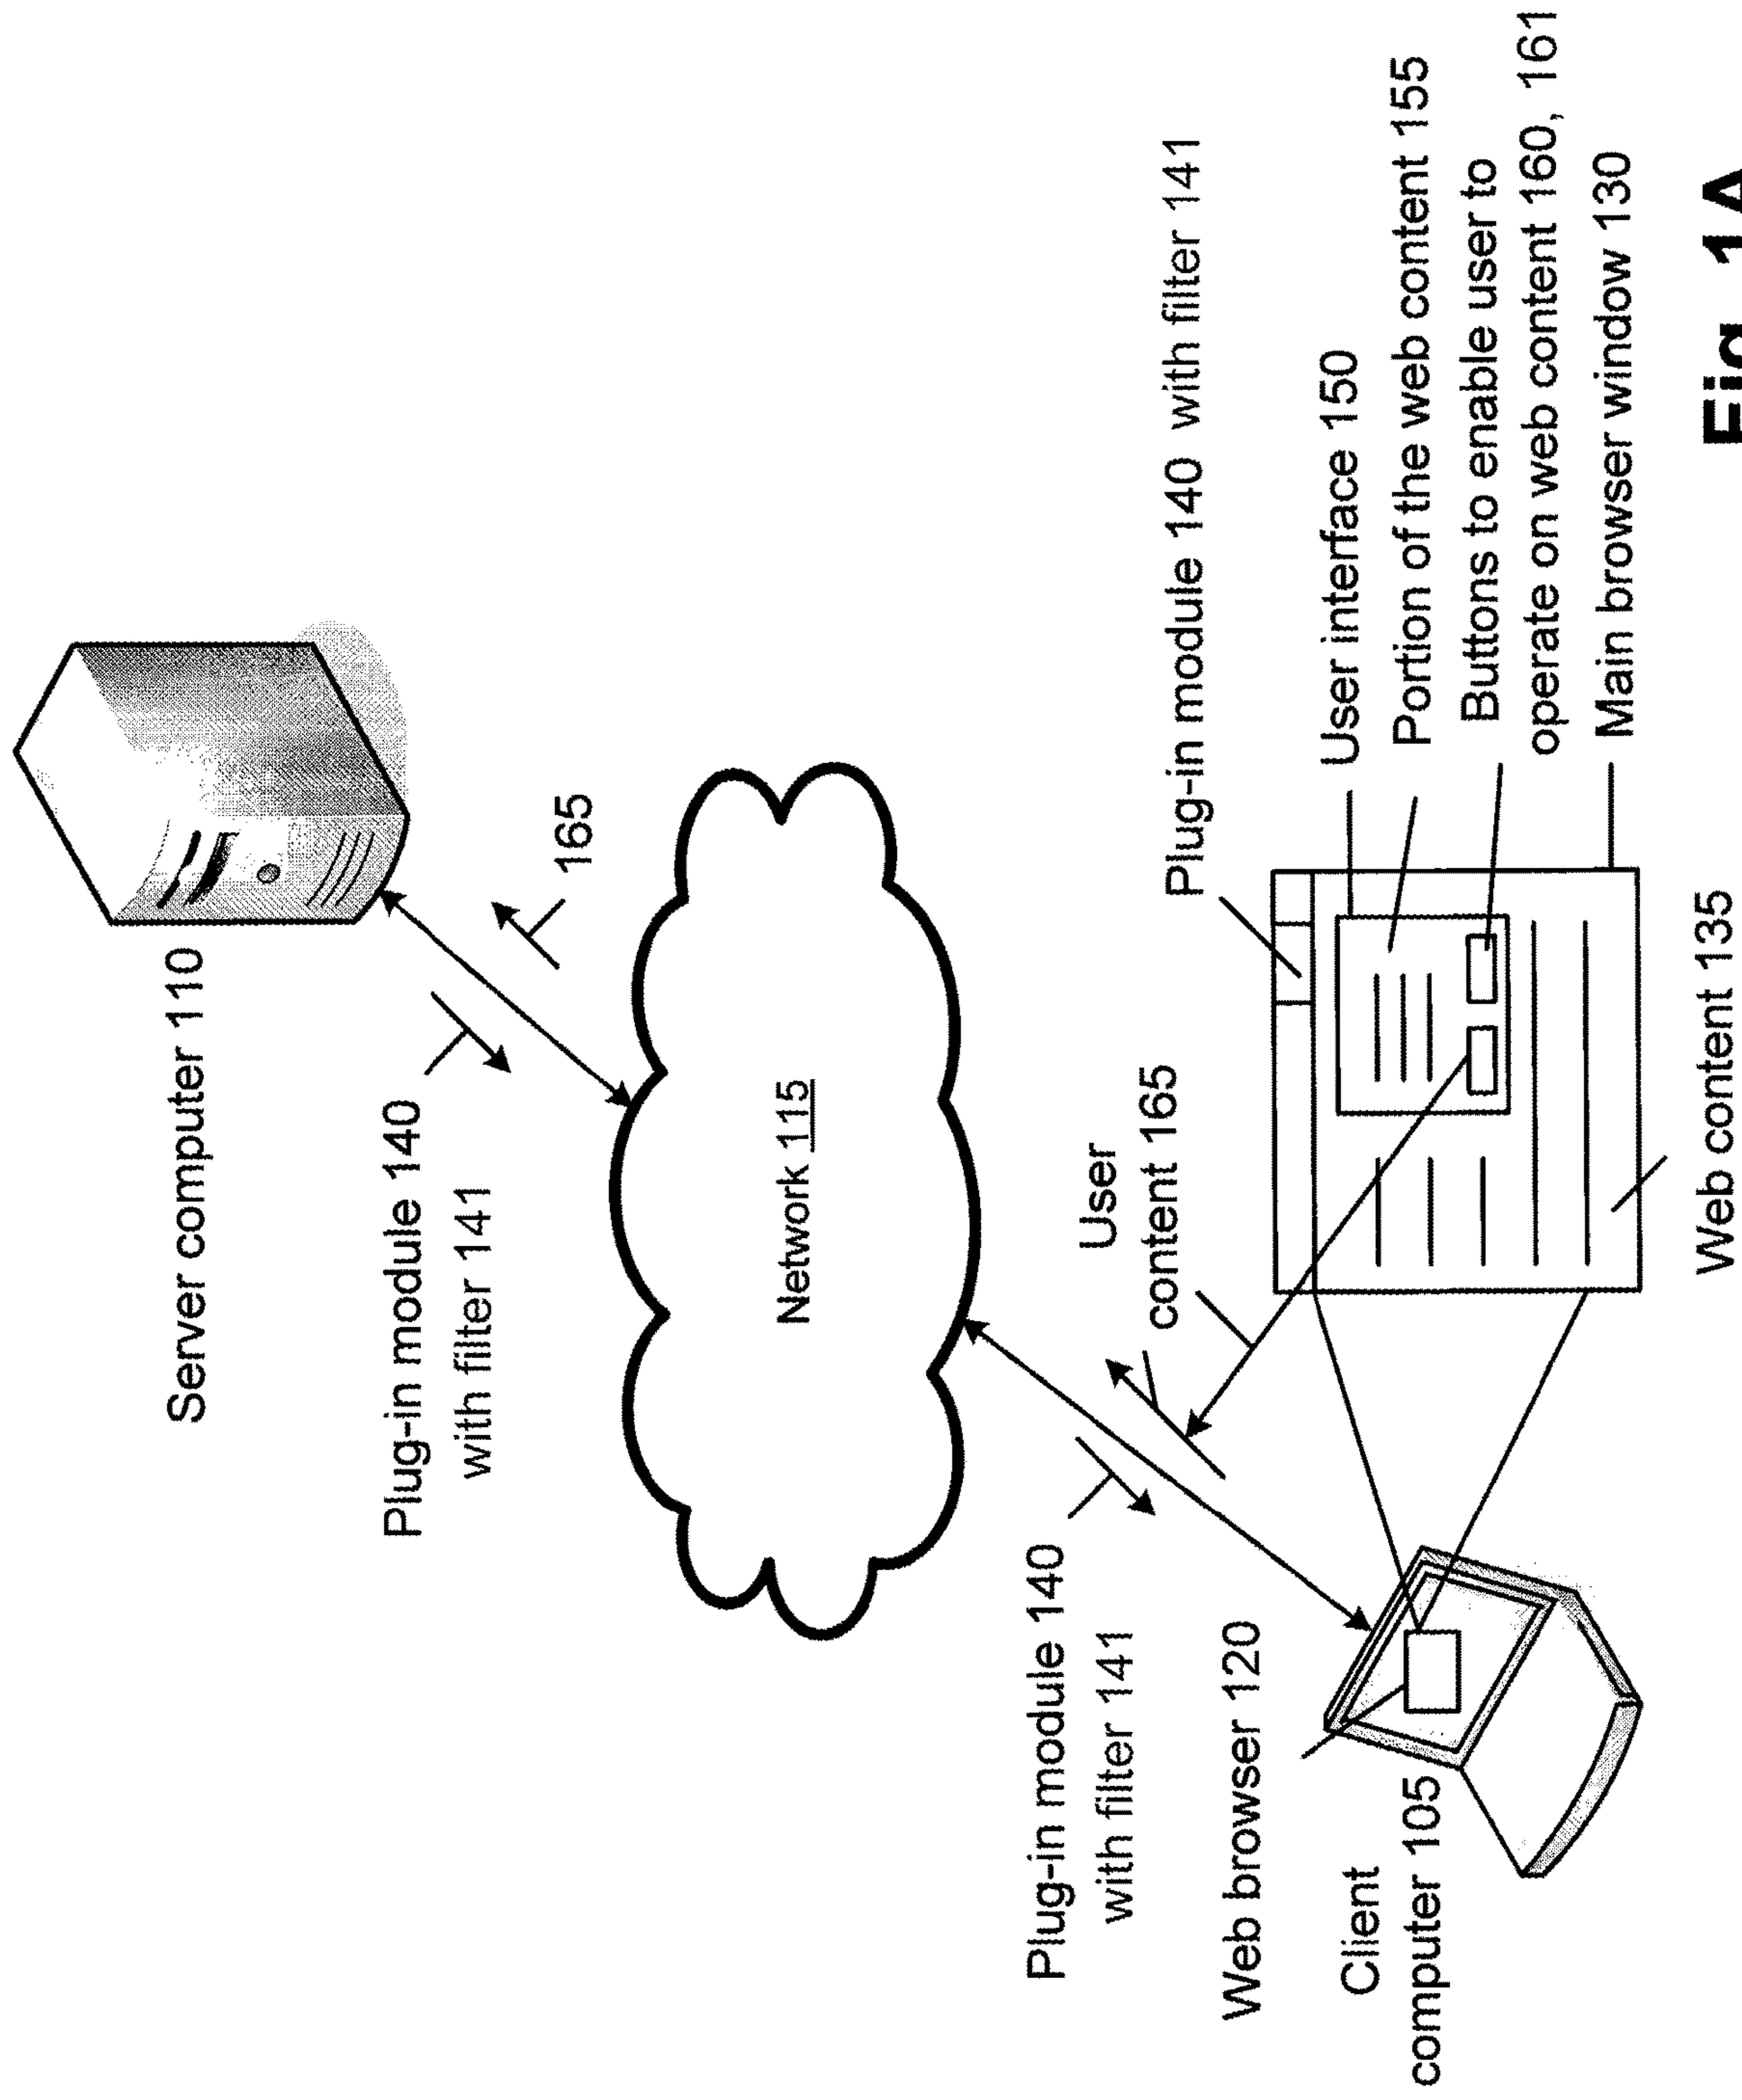 Server computer 110
Plug-in module 140
with filter 141
165
Network 115
Plug-in module 140
with filter 141
User
content 165
Web browser 120
Client
computer 105
Plug-in module 140 with filter 141
User interface 150
Portion of the web content 155
Buttons to enable user to
operate on web content 160, 161
Main browser window 130
Web content 135
Fig. 1A